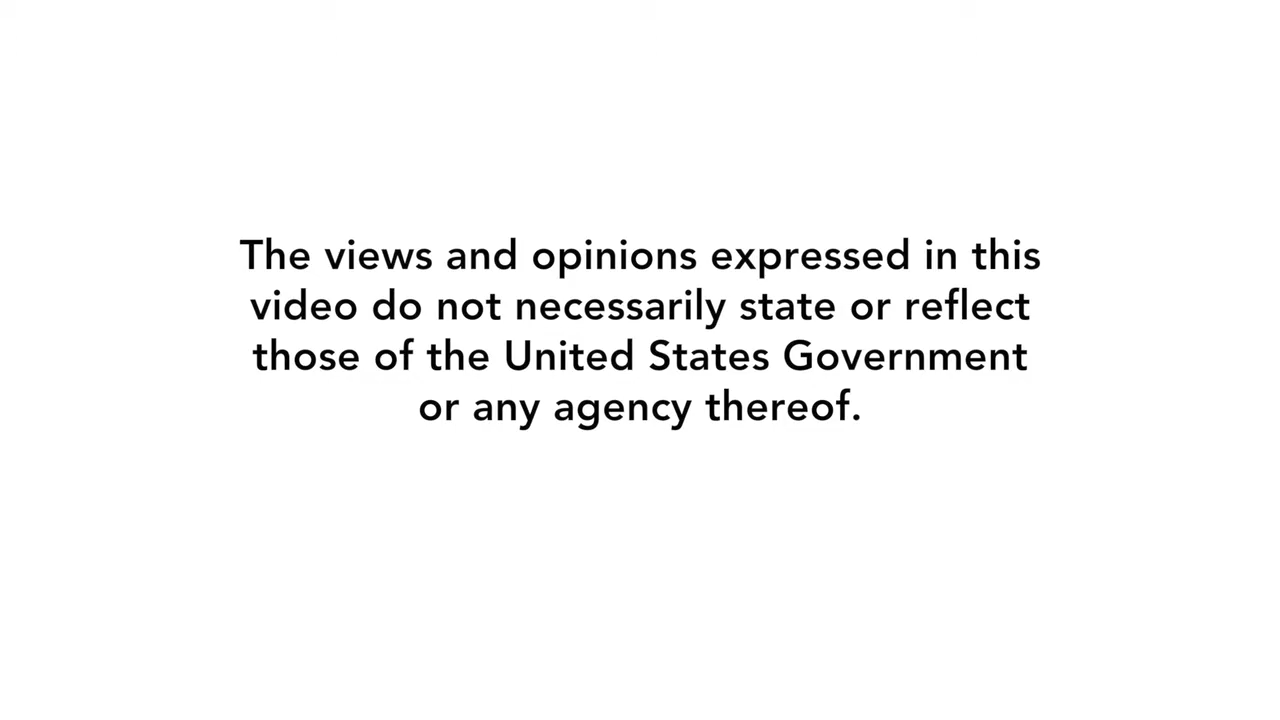 The views and opinions expressed in this
video do not necessarily state or reflect
those of the United States Government
or any agency thereof.